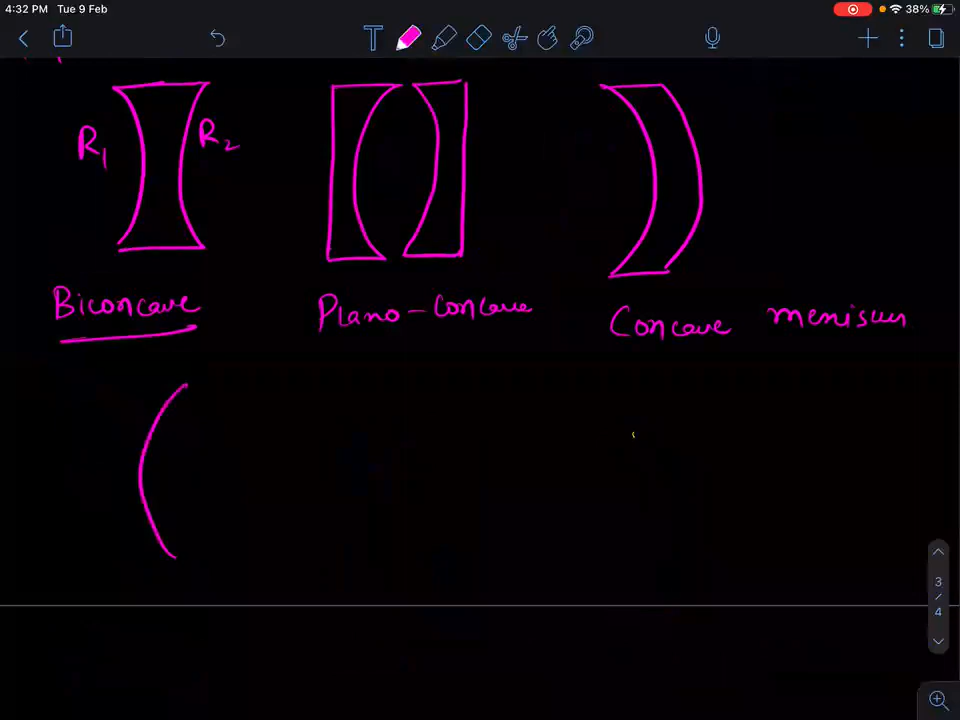 4:32 PM Tue 9 Feb
38%
T
R1
R2
Biconcave
Plano-Concave
Concave meniscus
3
/
4